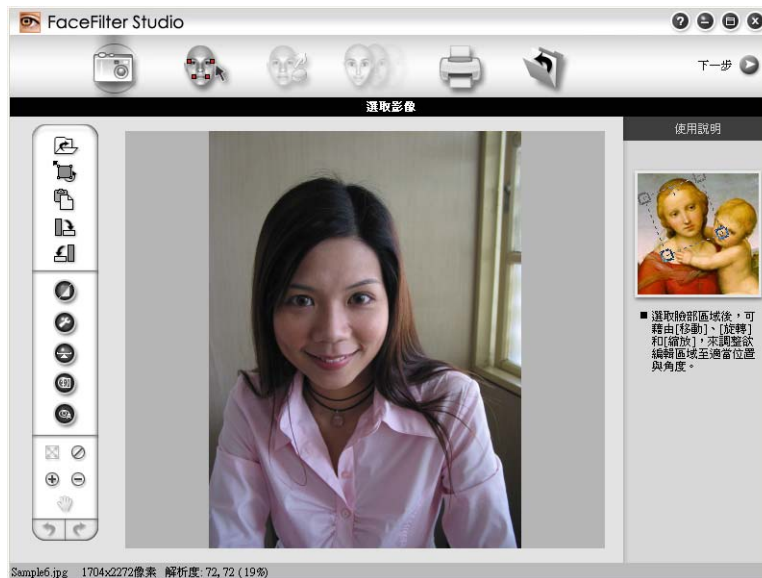 FaceFilter Studio
下一步
選取影像
使用說明
■ 選取臉部區域後，可
藉由[移動]、[旋轉]
和[縮放]，來調整欲
編輯區域至適當位置
與角度。
Sample6.jpg 1704x2272像素 解析度: 72, 72 ( 19%)